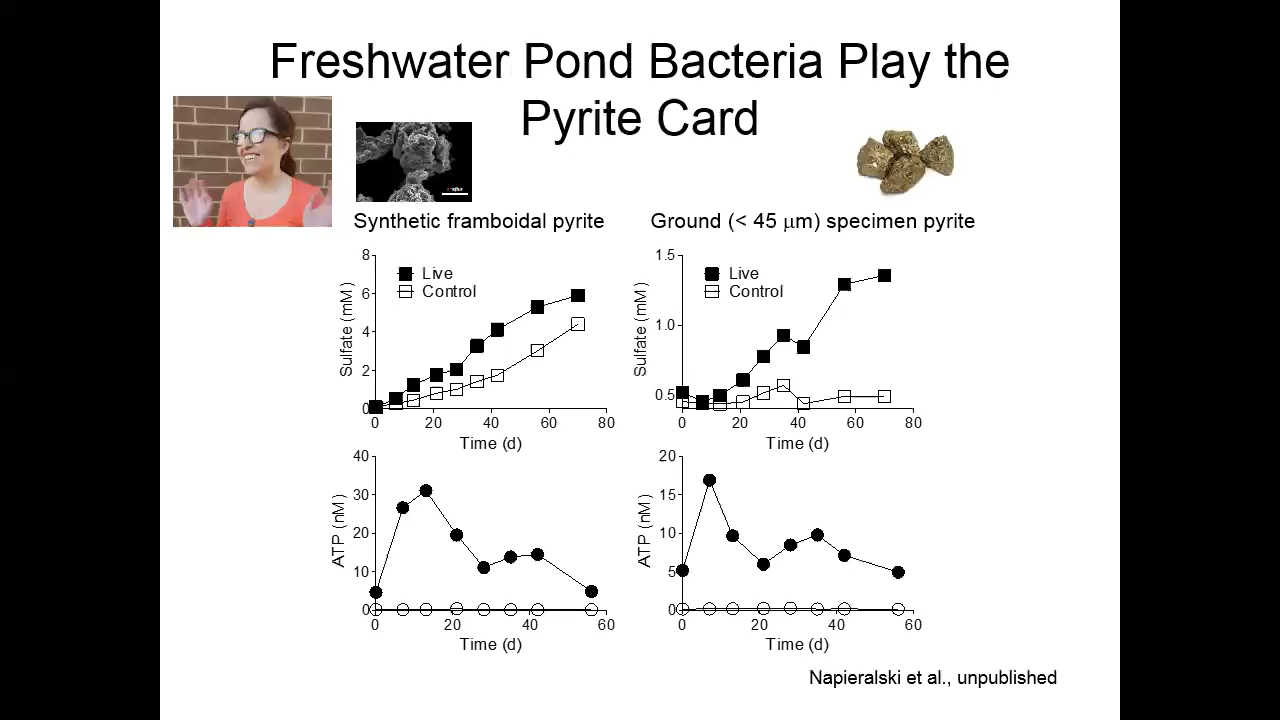 Freshwater Pond Bacteria Play the
Pyrite Card
Synthetic framboidal pyrite
Ground (< 45 μm) specimen pyrite
8
6
4
2
0
Sulfate (mM)
Live
Control
0 20 40 60 80
Time (d)
1.5
1.0
0.5
Sulfate (mM)
Live
Control
0 20 40 60 80
Time (d)
40
30
20
10
0
ATP (nM)
0 20 40 60
Time (d)
20
15
10
5
0
ATP (nM)
0 20 40 60
Time (d)
Napieralski et al., unpublished